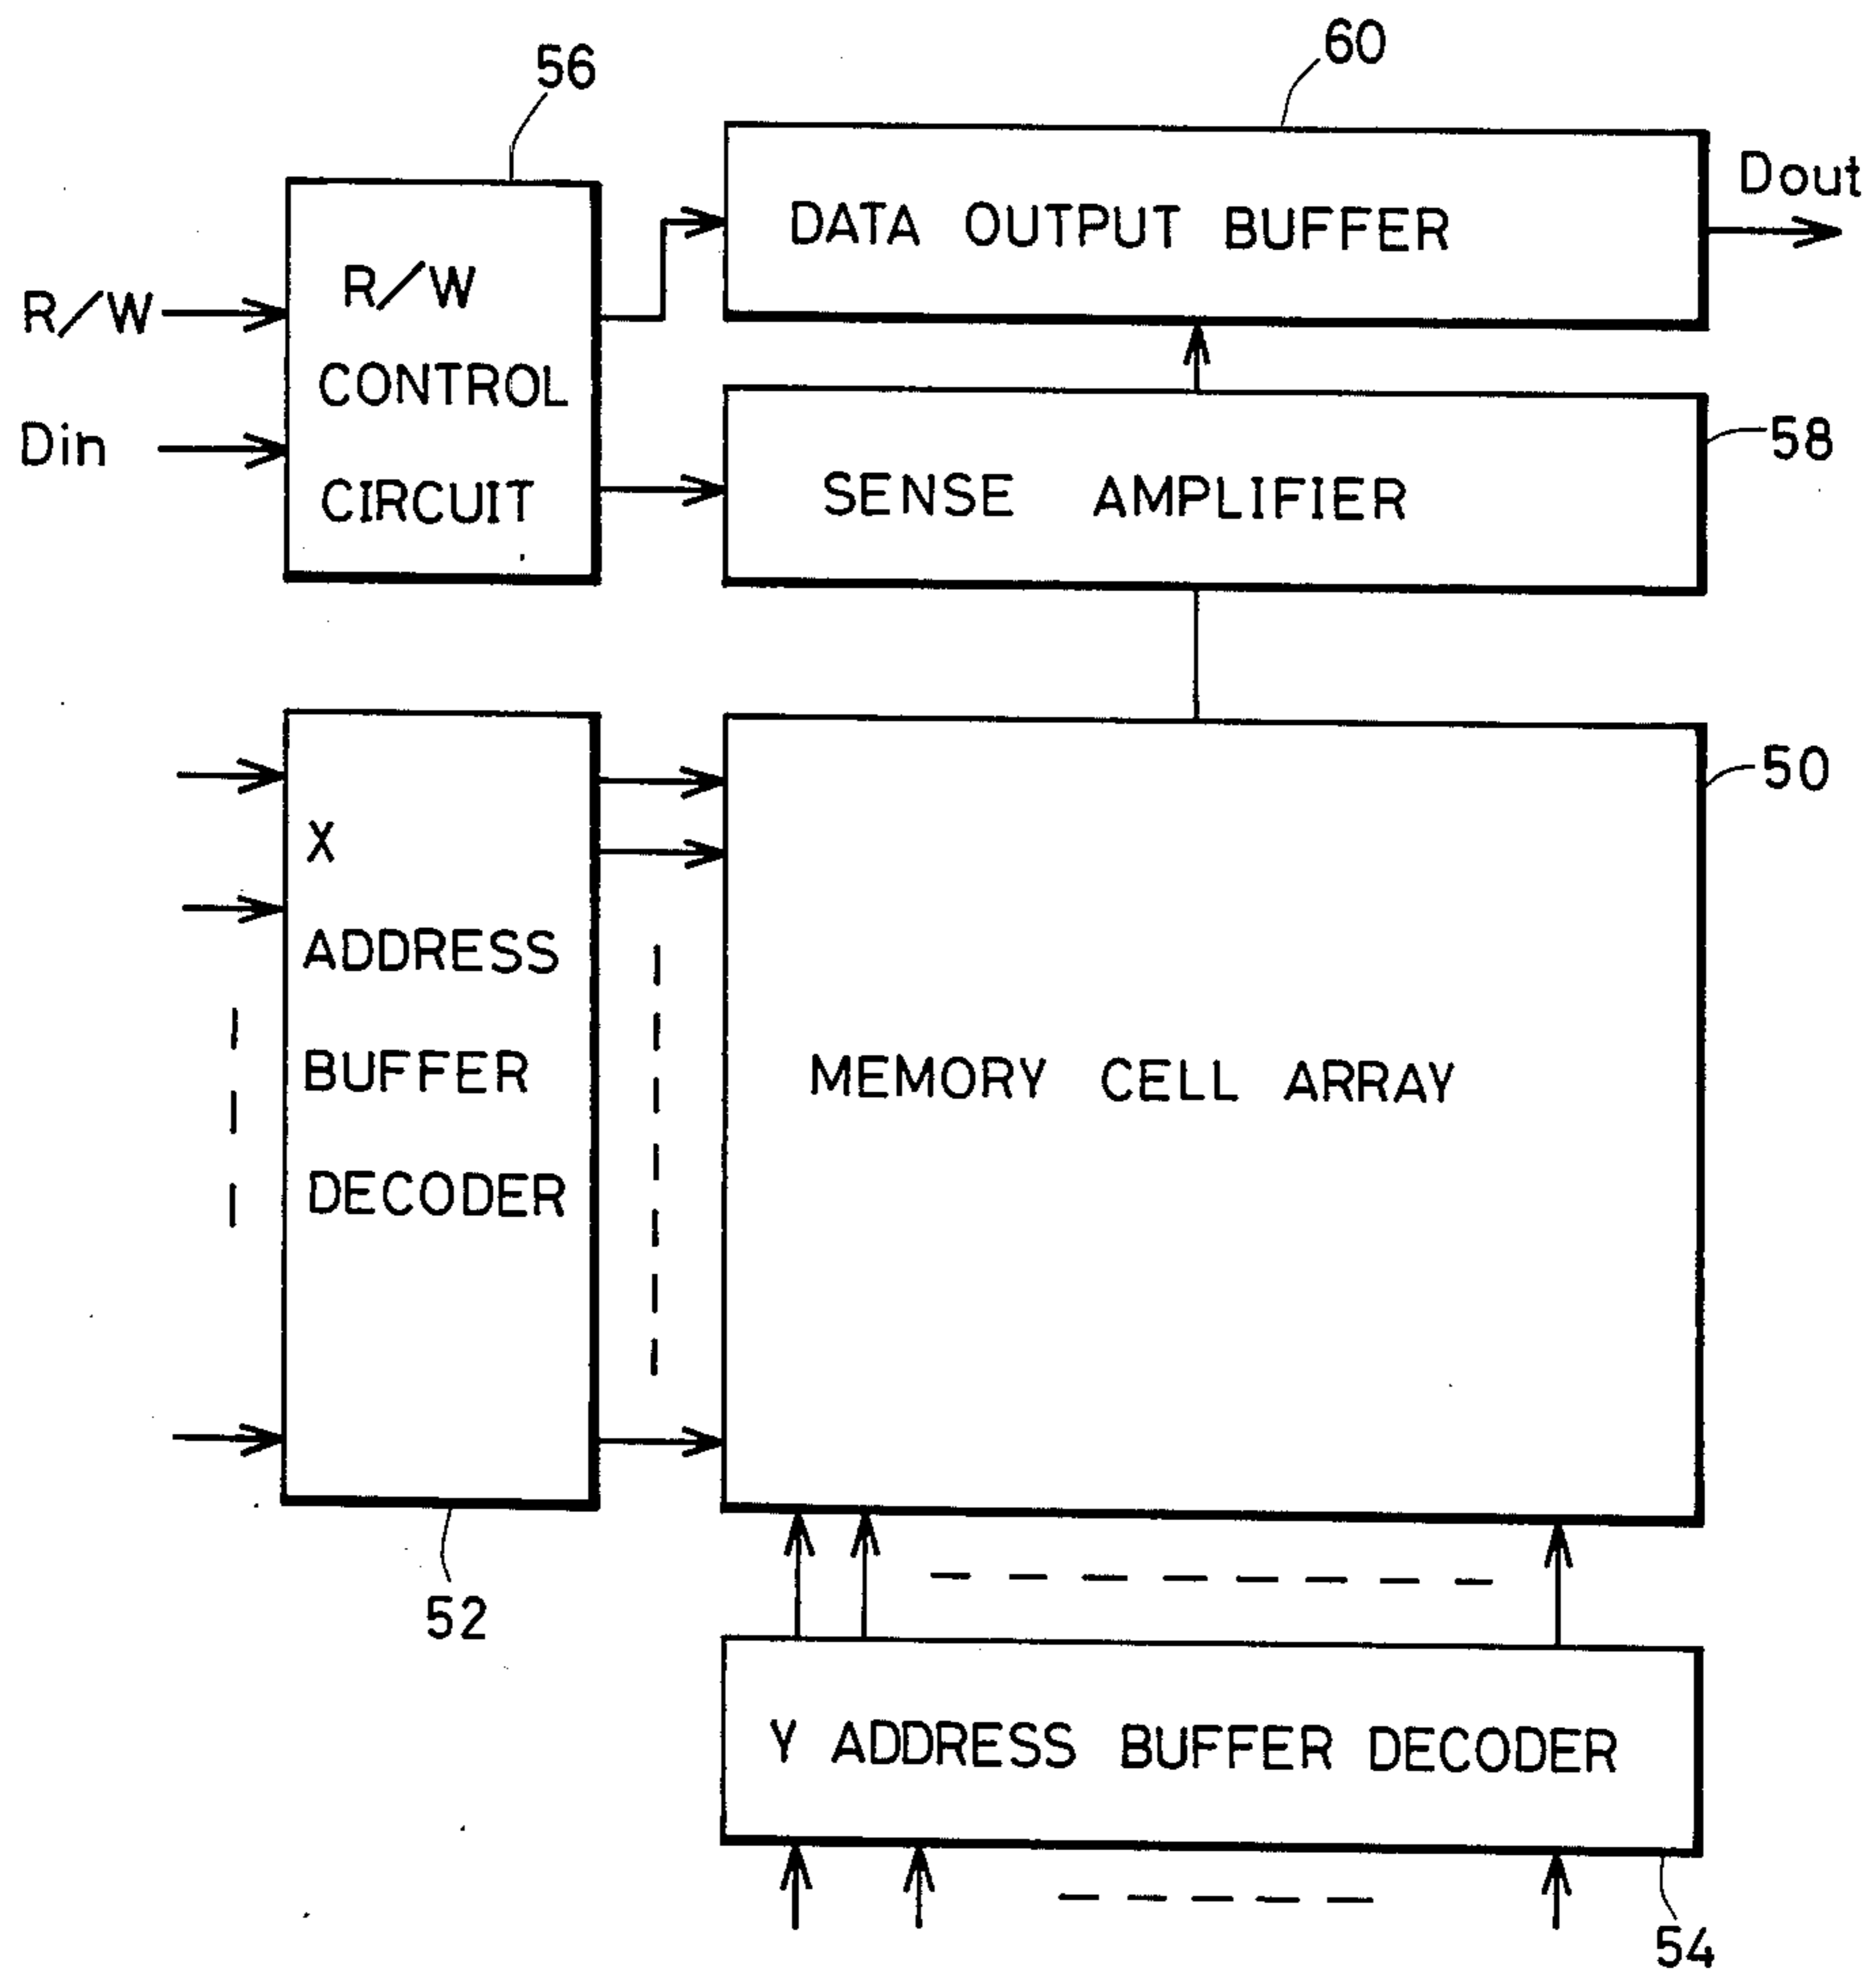 56
60
R/W
Din
R/W
CONTROL
CIRCUIT
DATA OUTPUT BUFFER
Dout
SENSE AMPLIFIER
58
X
ADDRESS
BUFFER
DECODER
52
MEMORY CELL ARRAY
50
Y ADDRESS BUFFER DECODER
54